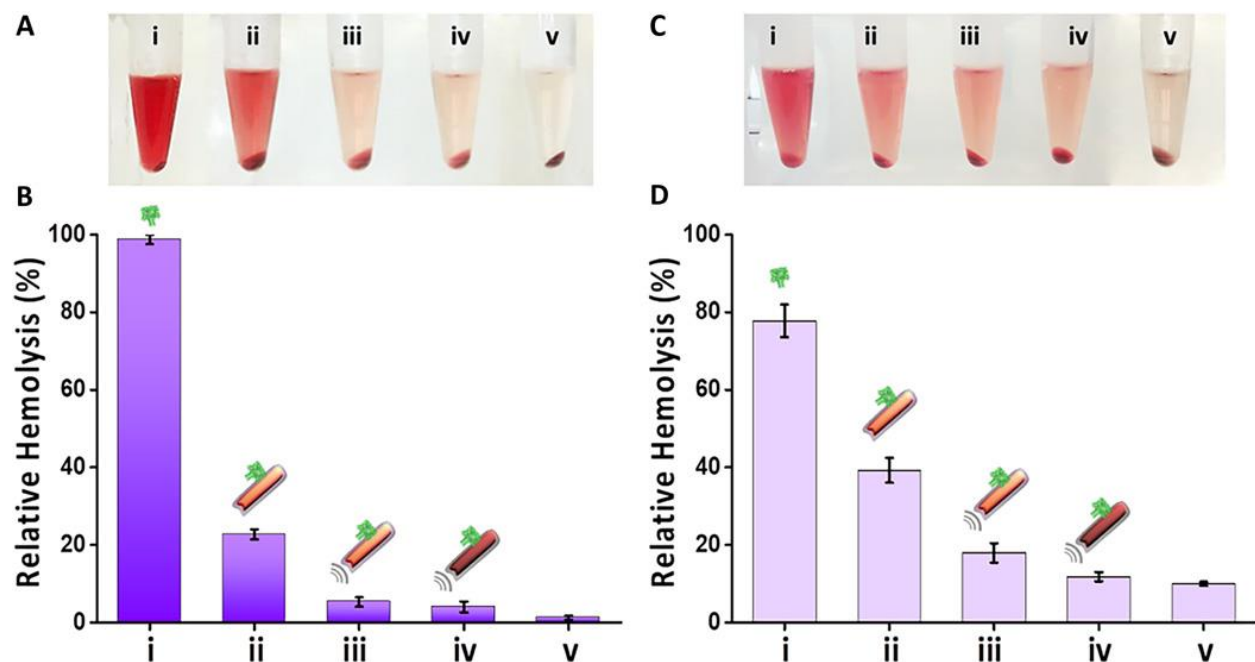 A
i ii iii iv v
C
i ii iii iv v
B
Relative Hemolysis (%)
100
80
60
40
20
0
i ii iii iv v
D
Relative Hemolysis (%)
100
80
60
40
20
0
i ii iii iv v